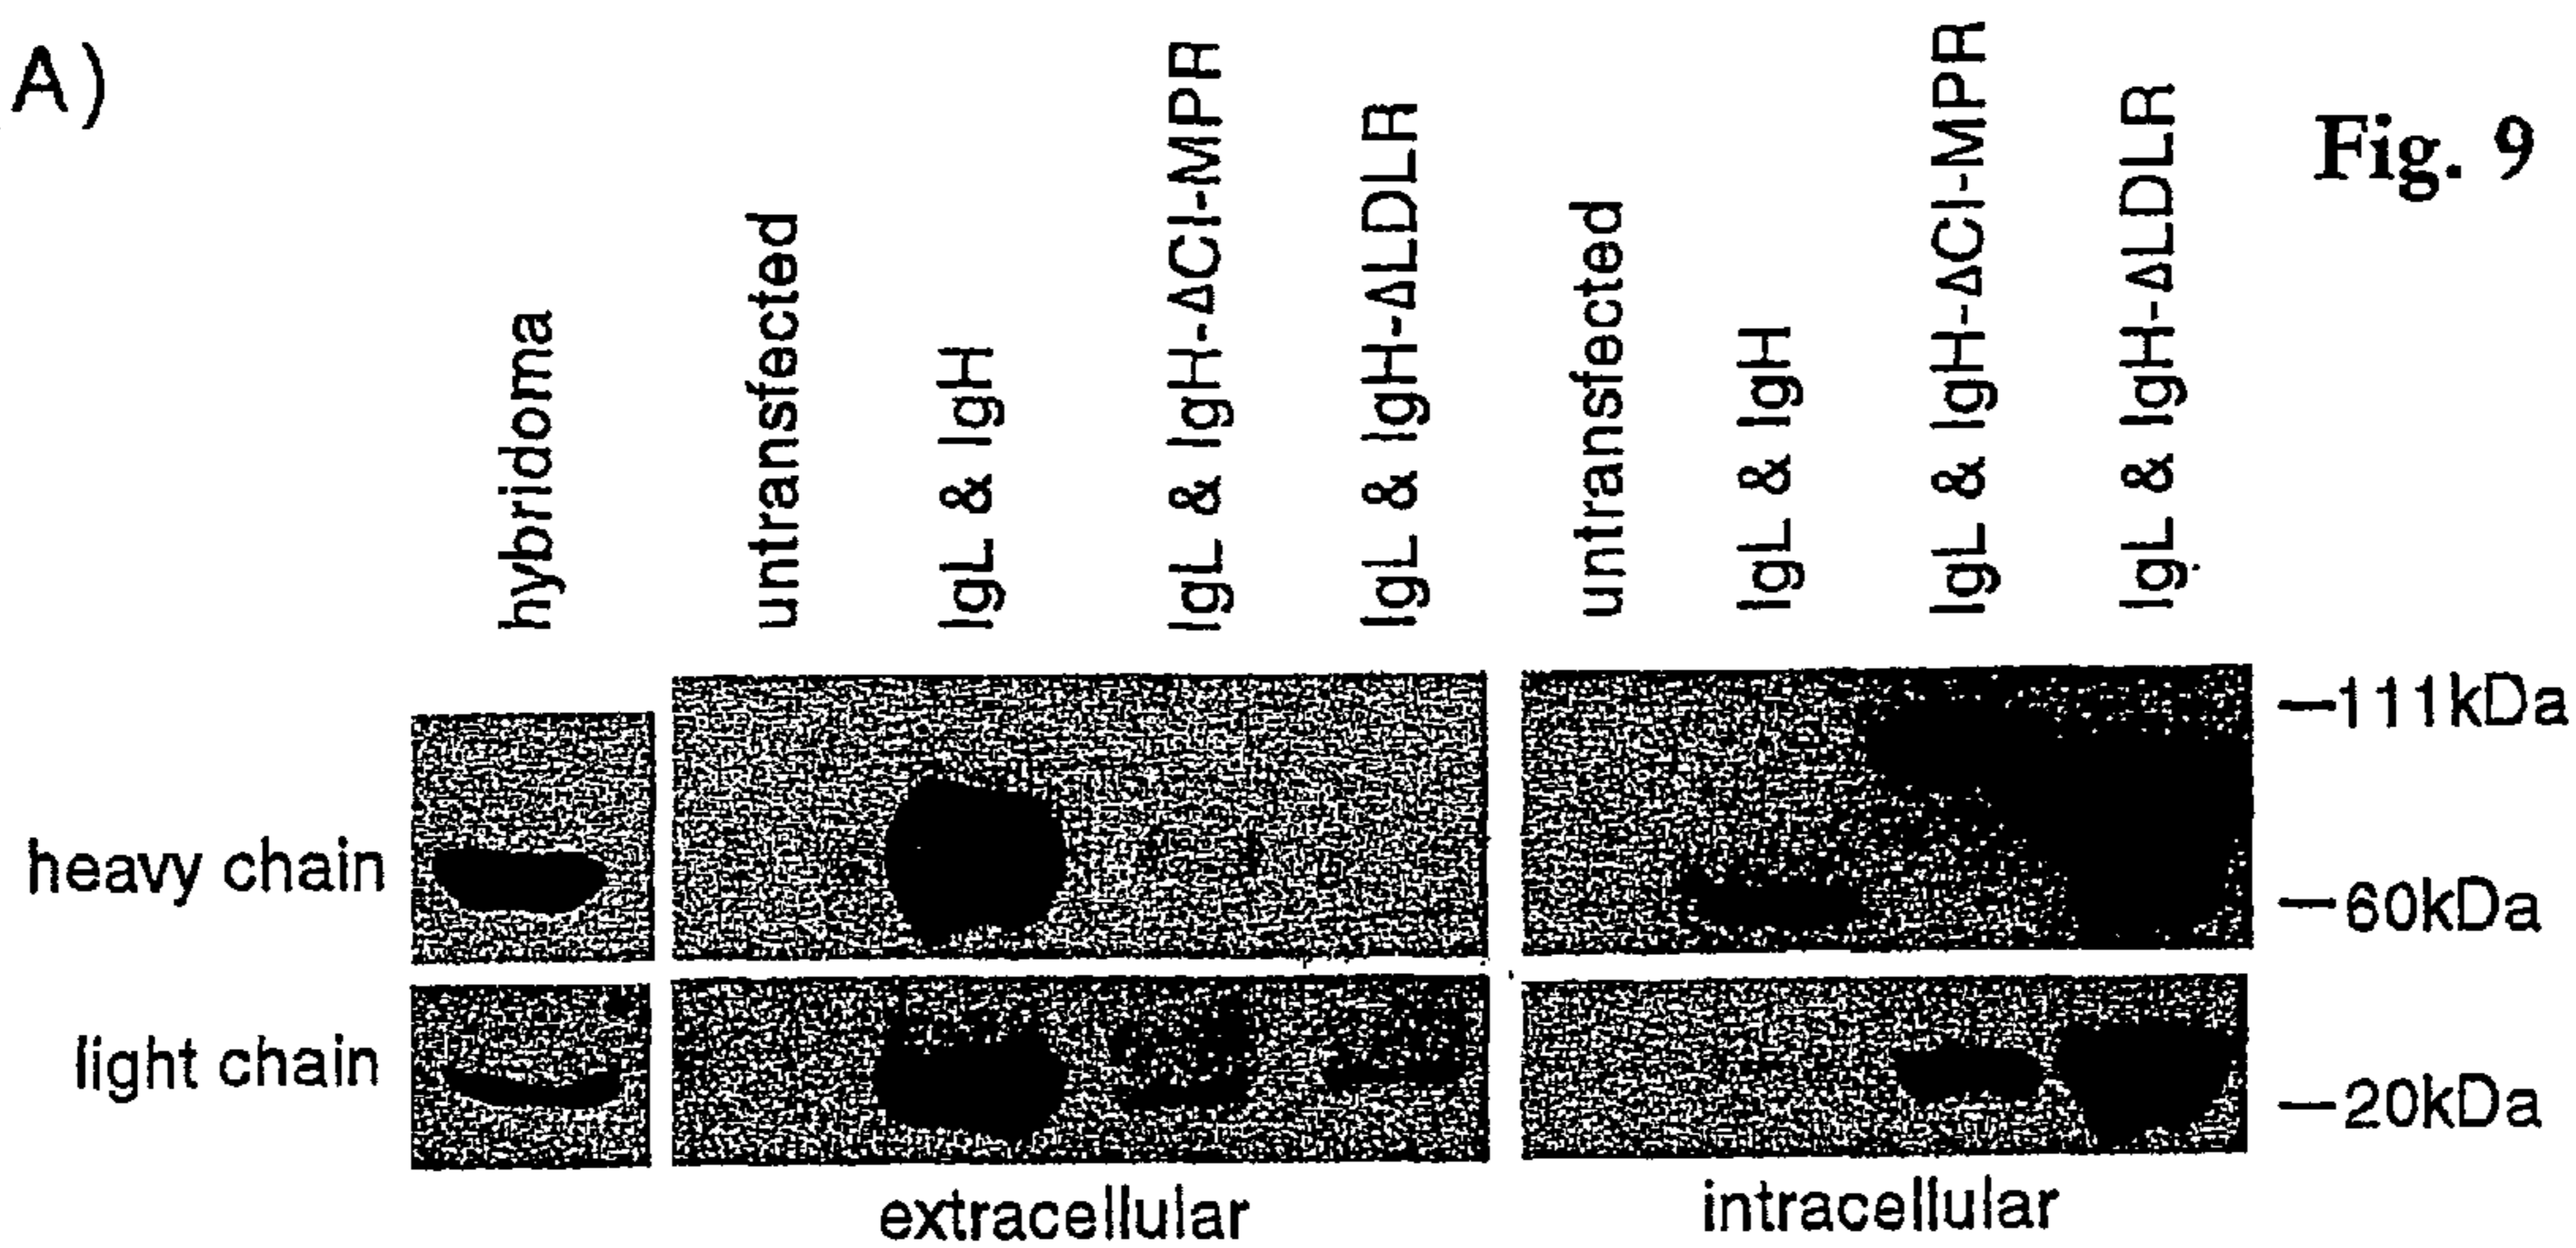 A)
Fig. 9
hybridoma
untransfected
IgL & IgH
IgL & IgH-ΔCI-MPR
IgL & IgH-ΔLDLR
untransfected
IgL & IgH
IgL & IgH-ΔCI-MPR
IgL & IgH-ΔLDLR
heavy chain
light chain
–111kDa
–60kDa
–20kDa
extracellular
intracellular